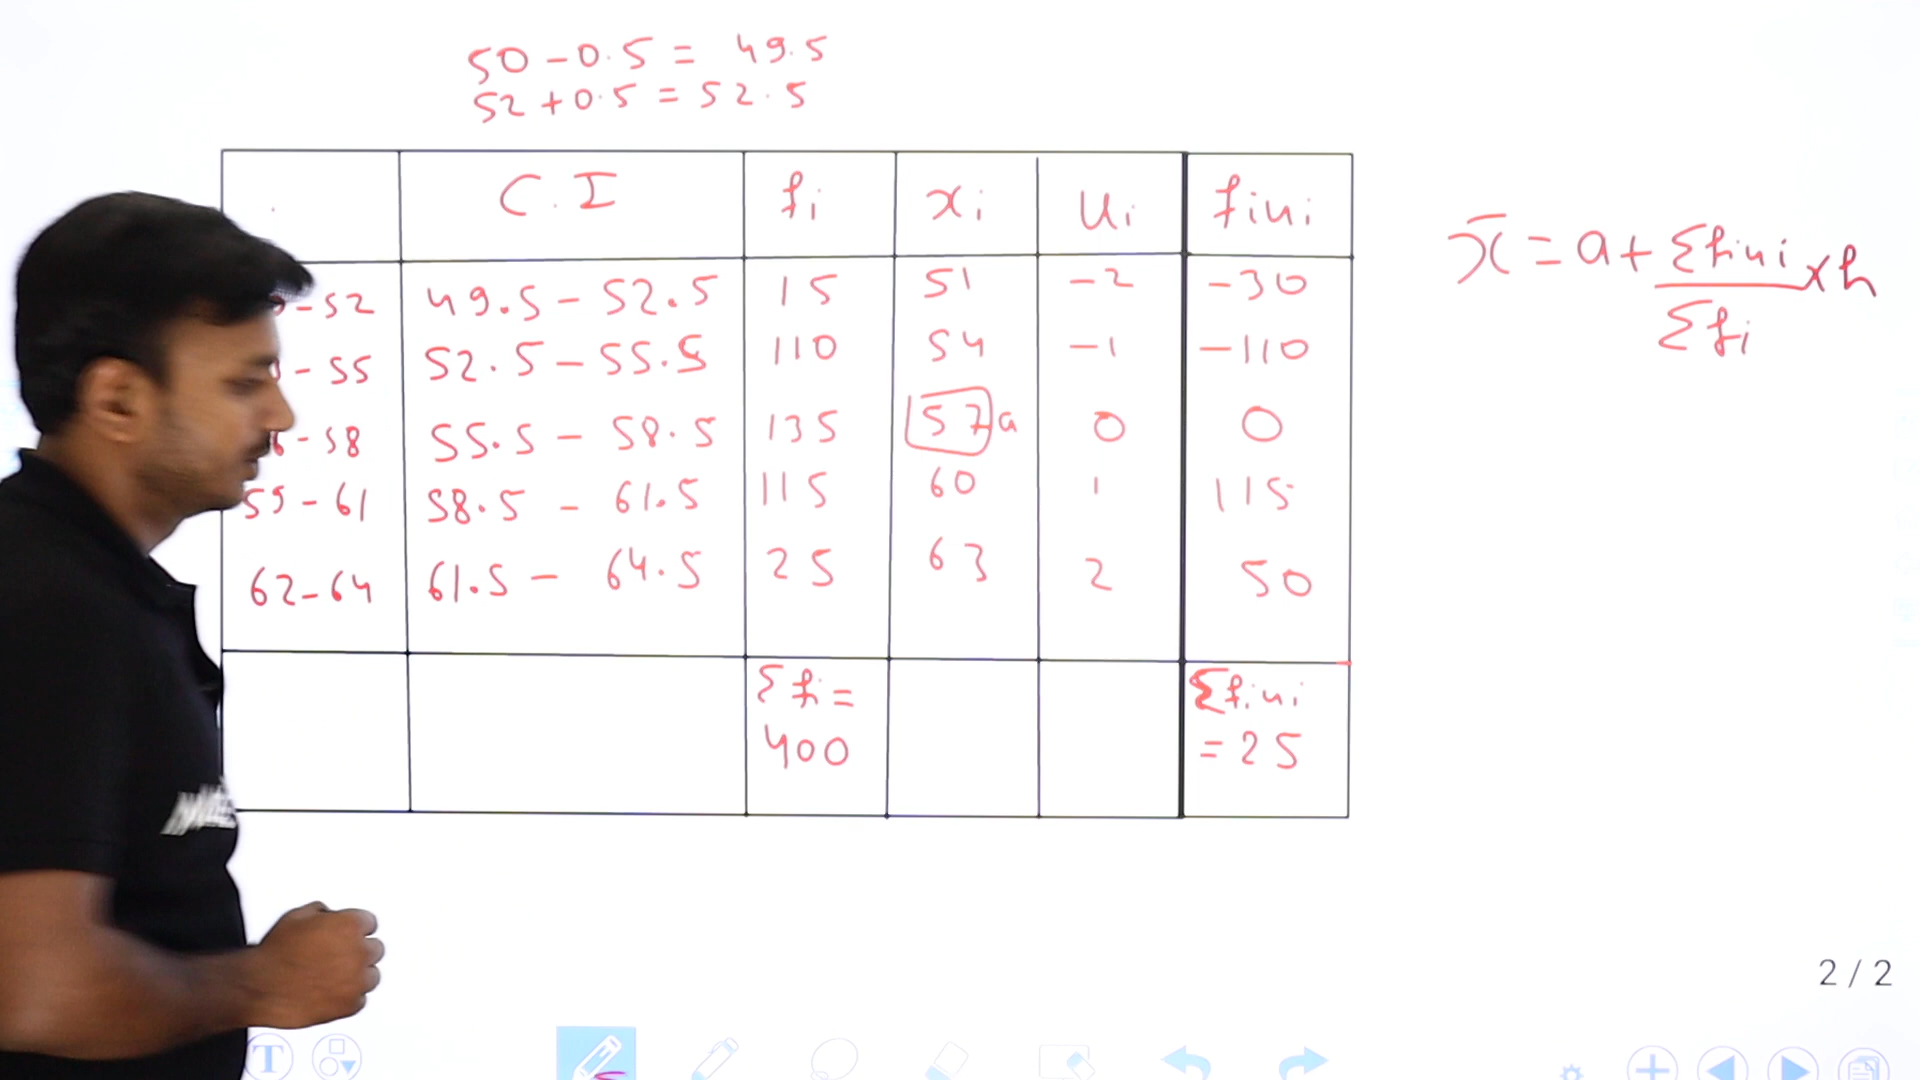 50 - 0.5 = 49.5
52 + 0.5 = 52.5
C.I fi xi ui fiui
-52 49.5 - 52.5 15 51 -2 -30
-55 52.5 - 55.5 110 54 -1 -110
-58 55.5 - 58.5 135 57 a 0 0
59-61 58.5 - 61.5 115 60 1 115
62-64 61.5 - 64.5 25 63 2 50
Σfi = 400 Σfiui = 25
x̄ = a + Σfiui / Σfi × h
2 / 2
T